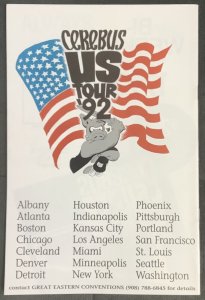 CEREBUS
US
TOUR
'92
Albany Houston Phoenix
Atlanta Indianapolis Pittsburgh
Boston Kansas City Portland
Chicago Los Angeles San Francisco
Cleveland Miami St. Louis
Denver Minneapolis Seattle
Detroit New York Washington
contact GREAT EASTERN CONVENTIONS (908) 788-6845 for details